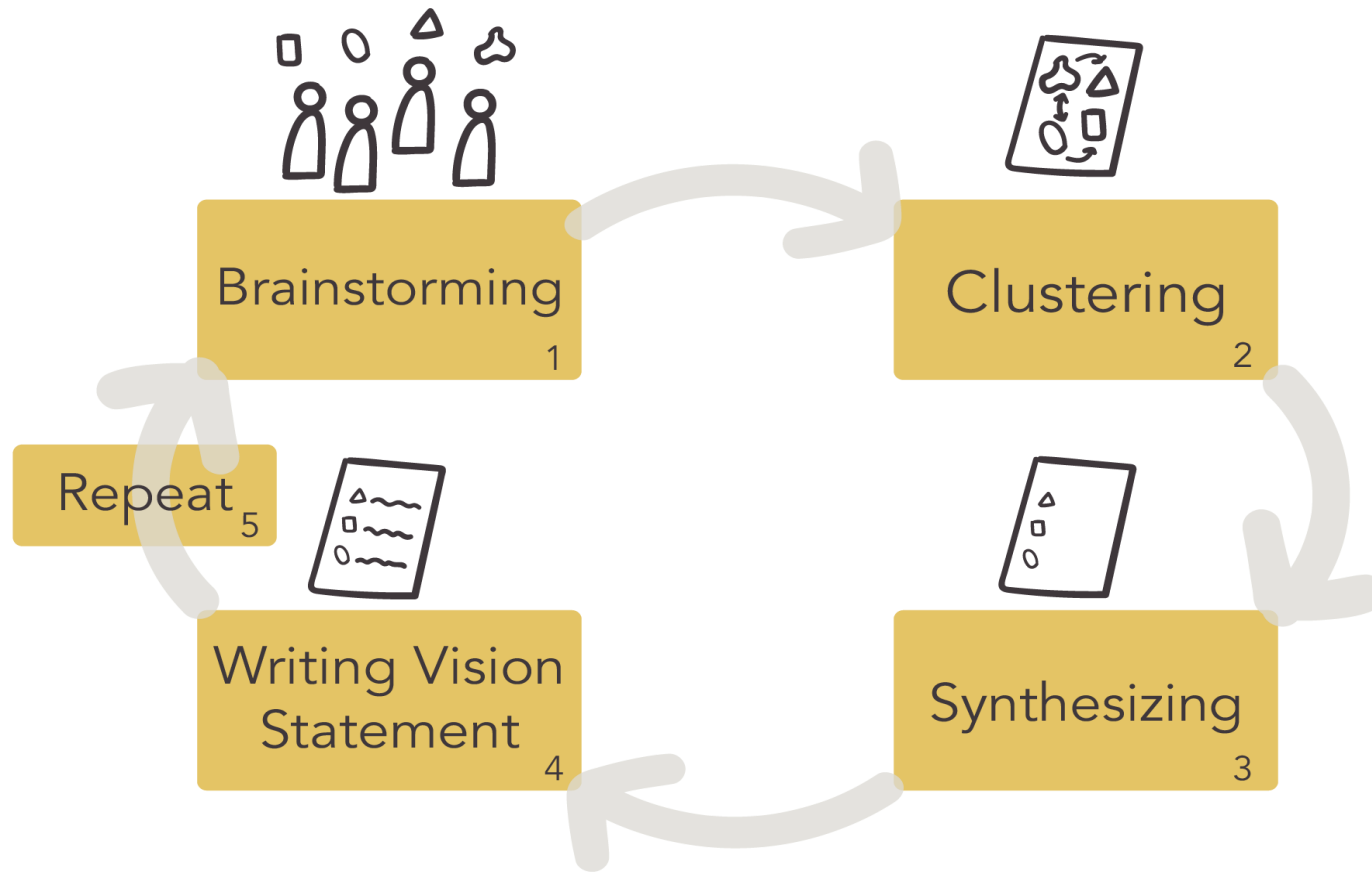 Brainstorming
1
Clustering
2
Synthesizing
3
Writing Vision
Statement
4
Repeat
5